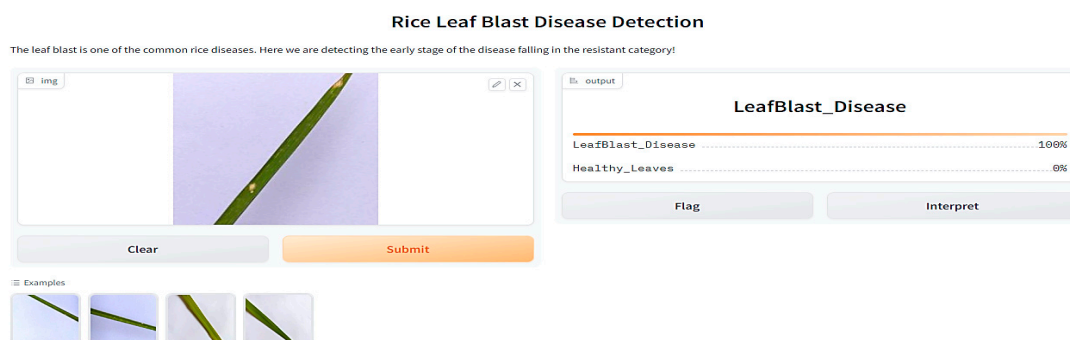 Rice Leaf Blast Disease Detection
The leaf blast is one of the common rice diseases. Here we are detecting the early stage of the disease falling in the resistant category!
img
output
LeafBlast_Disease
LeafBlast_Disease 100%
Healthy_Leaves 0%
Flag Interpret
Clear Submit
Examples